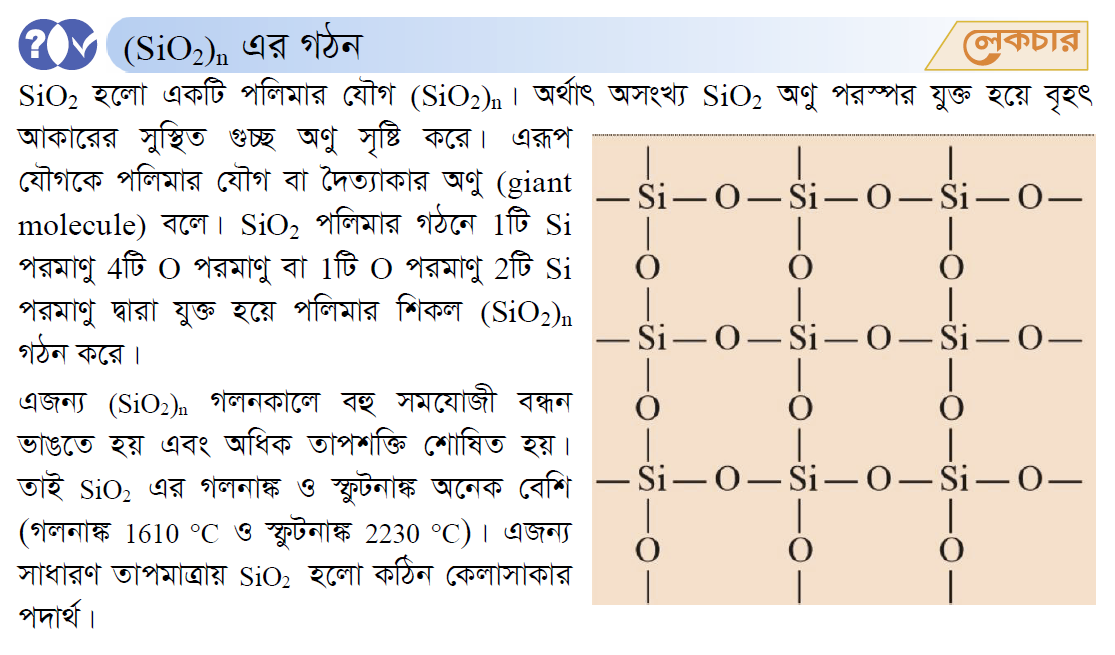 (SiO₂)ₙ এর গঠন
লেকচার
SiO₂ হলো একটি পলিমার যৌগ (SiO₂)ₙ। অর্থাৎ অসংখ্য SiO₂ অণু পরস্পর যুক্ত হয়ে বৃহৎ
আকারের সুস্থিত গুচ্ছ অণু সৃষ্টি করে। এরূপ
যৌগকে পলিমার যৌগ বা দৈত্যাকার অণু (giant
molecule) বলে। SiO₂ পলিমার গঠনে 1টি Si
পরমাণু 4টি O পরমাণু বা 1টি O পরমাণু 2টি Si
পরমাণু দ্বারা যুক্ত হয়ে পলিমার শিকল (SiO₂)ₙ
গঠন করে।
এজন্য (SiO₂)ₙ গলনকালে বহু সমযোজী বন্ধন
ভাঙতে হয় এবং অধিক তাপশক্তি শোষিত হয়।
তাই SiO₂ এর গলনাঙ্ক ও স্ফুটনাঙ্ক অনেক বেশি
(গলনাঙ্ক 1610 °C ও স্ফুটনাঙ্ক 2230 °C)। এজন্য
সাধারণ তাপমাত্রায় SiO₂ হলো কঠিন কেলাসাকার
পদার্থ।
— Si — O — Si — O — Si — O —
O O O
— Si — O — Si — O — Si — O —
O O O
— Si — O — Si — O — Si — O —
O O O